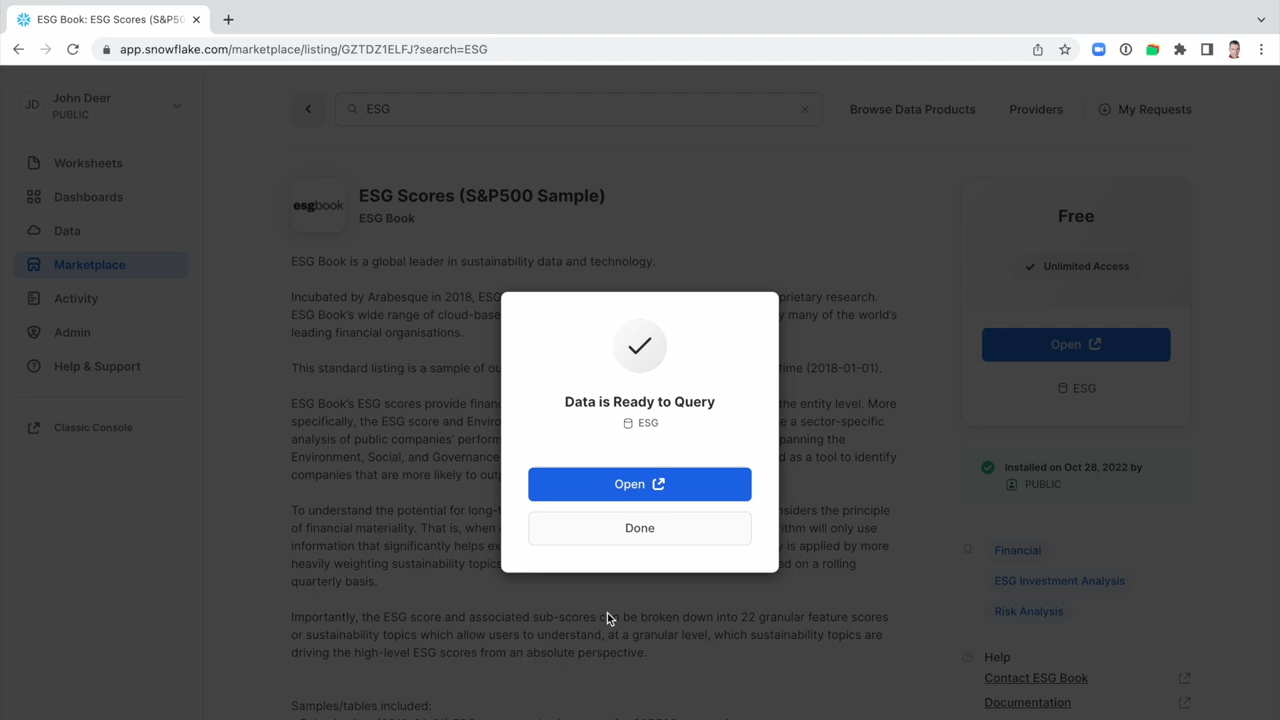 ESG Book: ESG Scores (S&P50
app.snowflake.com/marketplace/listing/GZTDZ1ELFJ?search=ESG
JD
John Deer
PUBLIC
Worksheets
Dashboards
Data
Marketplace
Activity
Admin
Help & Support
Classic Console
ESG
Browse Data Products
Providers
My Requests
esgbook
ESG Scores (S&P500 Sample)
ESG Book
ESG Book is a global leader in sustainability data and technology.
Incubated by Arabesque in 2018, ESG
prietary research.
ESG Book's wide range of cloud-base
y many of the world's
leading financial organisations.
This standard listing is a sample of ou
time (2018-01-01).
ESG Book's ESG scores provide financ
the entity level. More
specifically, the ESG score and Enviro
e a sector-specific
analysis of public companies' perform
panning the
Environment, Social, and Governance
d as a tool to identify
companies that are more likely to outp
To understand the potential for long-t
nsiders the principle
of financial materiality. That is, when
rithm will only use
information that significantly helps ex
y is applied by more
heavily weighting sustainability topics
ed on a rolling
quarterly basis.
Importantly, the ESG score and associated sub-scores can be broken down into 22 granular feature scores
or sustainability topics which allow users to understand, at a granular level, which sustainability topics are
driving the high-level ESG scores from an absolute perspective.
Samples/tables included:
Data is Ready to Query
ESG
Open
Done
Free
Unlimited Access
Open
ESG
Installed on Oct 28, 2022 by
PUBLIC
Financial
ESG Investment Analysis
Risk Analysis
Help
Contact ESG Book
Documentation